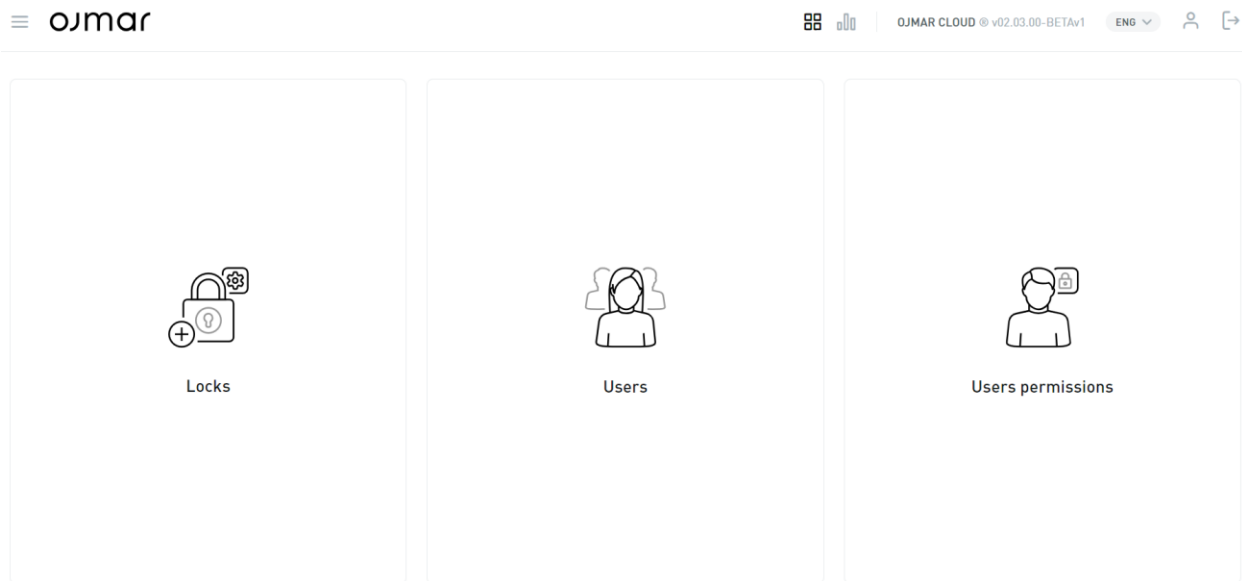 ojmar
OJMAR CLOUD ® v02.03.00-BETAv1
ENG
Locks
Users
Users permissions